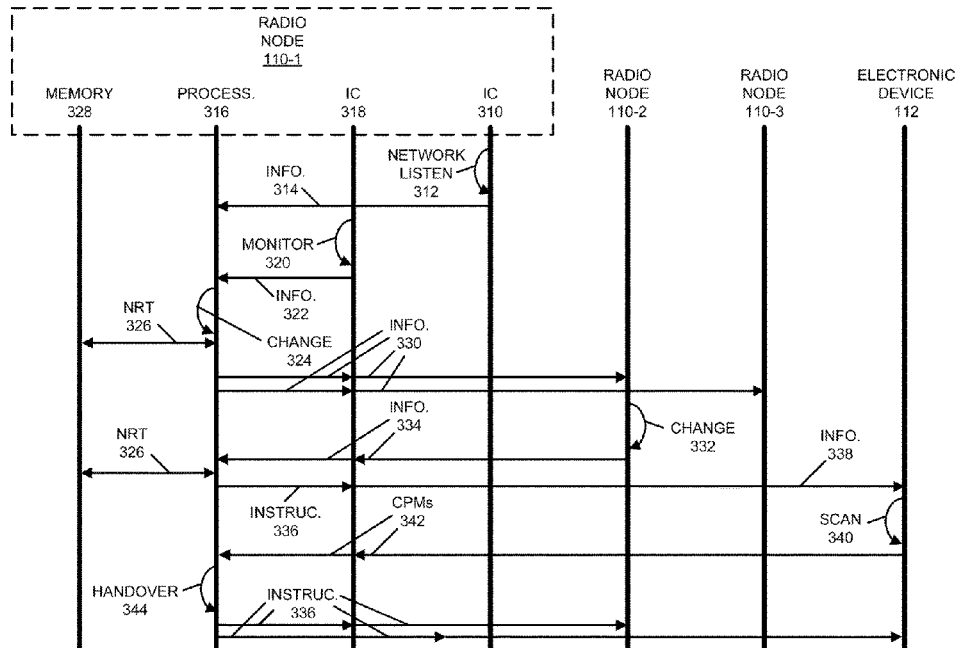 RADIO
NODE
110-1
MEMORY
328
PROCESS.
316
IC
318
IC
310
RADIO
NODE
110-2
RADIO
NODE
110-3
ELECTRONIC
DEVICE
112
NETWORK
LISTEN
312
INFO.
314
MONITOR
320
INFO.
322
NRT
326
CHANGE
324
INFO.
330
CHANGE
332
INFO.
334
NRT
326
INFO.
338
INSTRUC.
336
CPMs
342
SCAN
340
HANDOVER
344
INSTRUC.
336